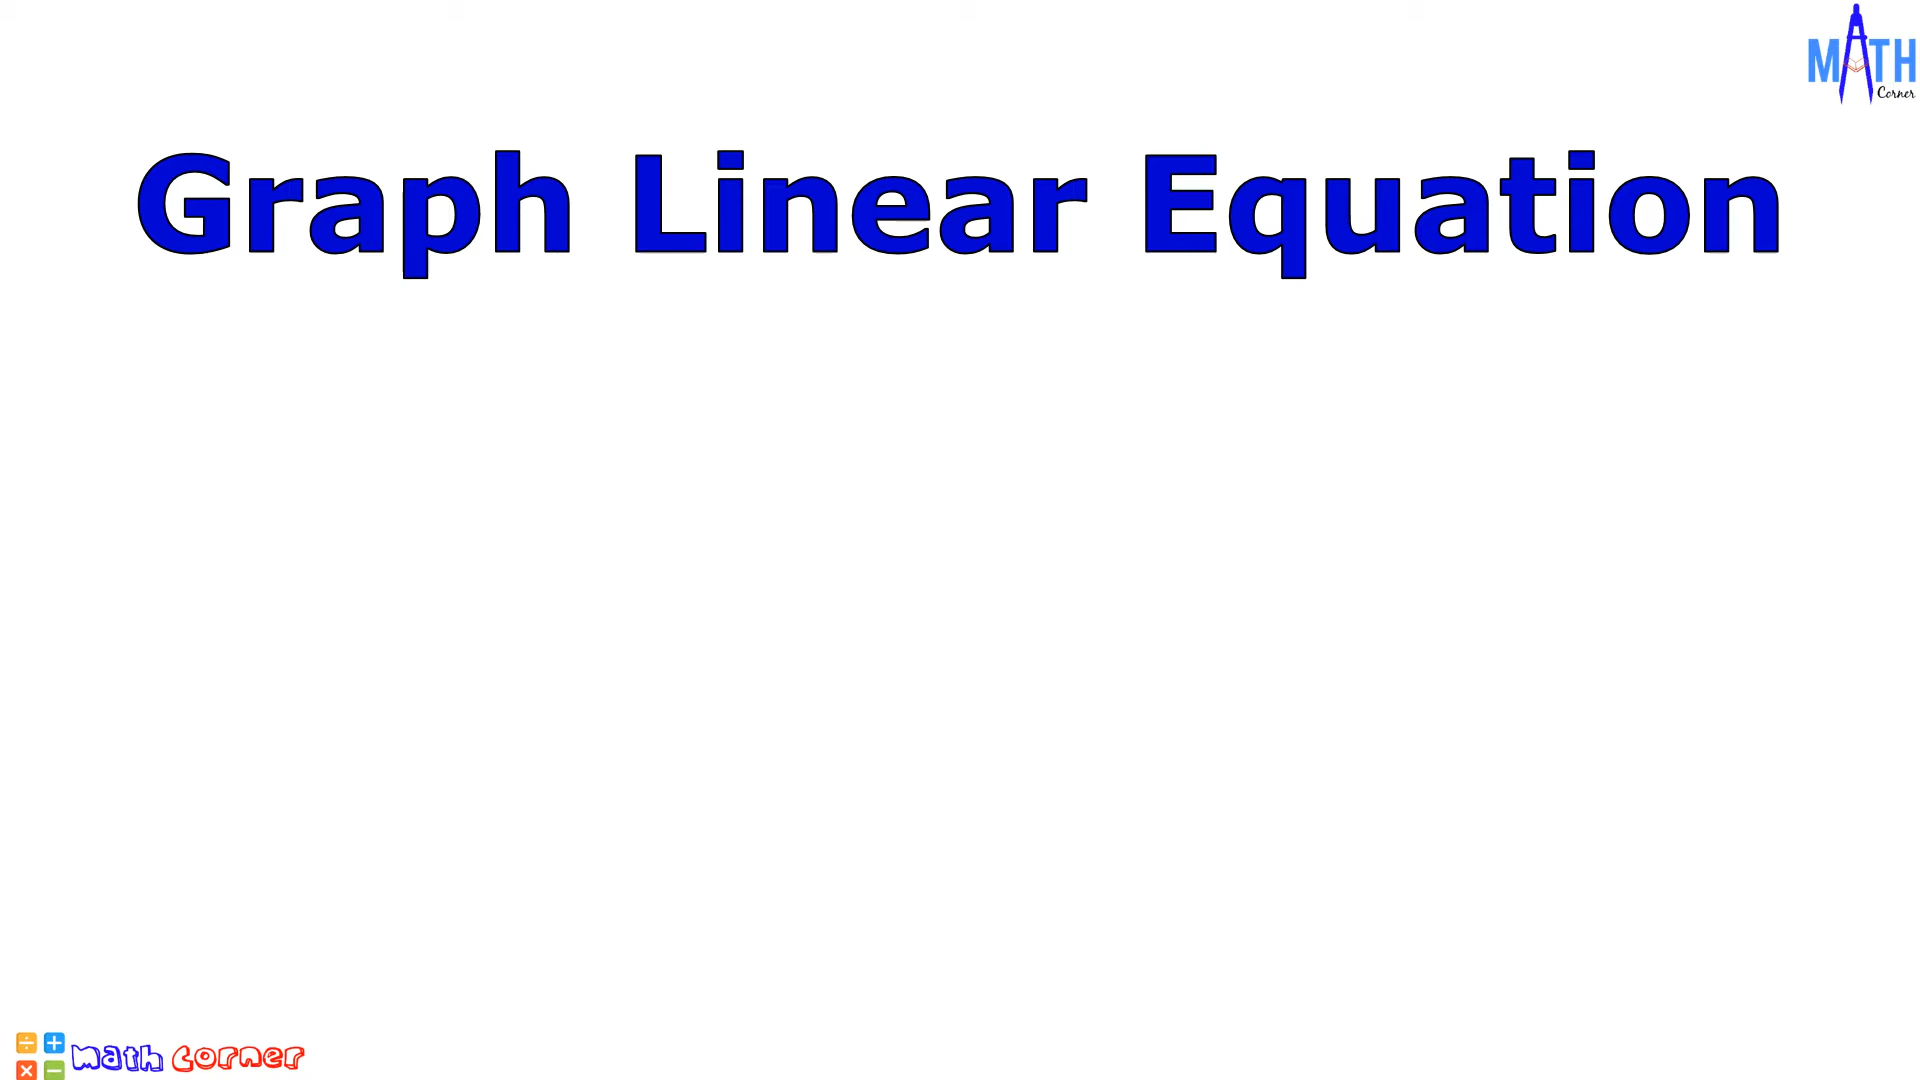 MATH
Corner
Graph Linear Equation
÷ +
× − math corner